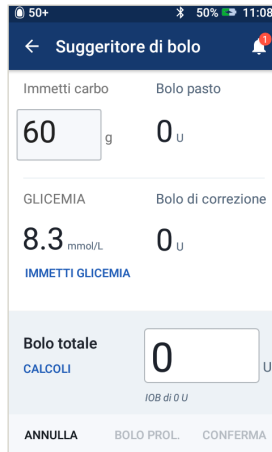 50+ 50% 11:08
Suggeritore di bolo
1
Immetti carbo Bolo pasto
60 g 0 U
GLICEMIA Bolo di correzione
8.3 mmol/L 0 U
IMMETTI GLICEMIA
Bolo totale
CALCOLI
0 U
IOB di 0 U
ANNULLA BOLO PROL. CONFERMA